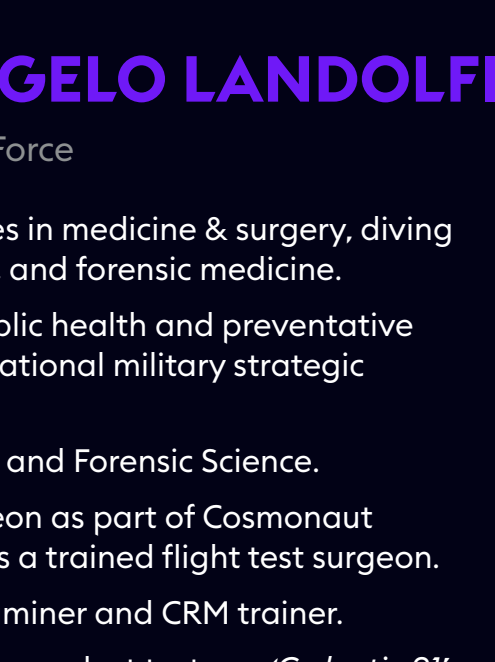 GELO LANDOLFI
Force
es in medicine & surgery, diving
, and forensic medicine.
blic health and preventative
ational military strategic
and Forensic Science.
eon as part of Cosmonaut
s a trained flight test surgeon.
miner and CRM trainer.